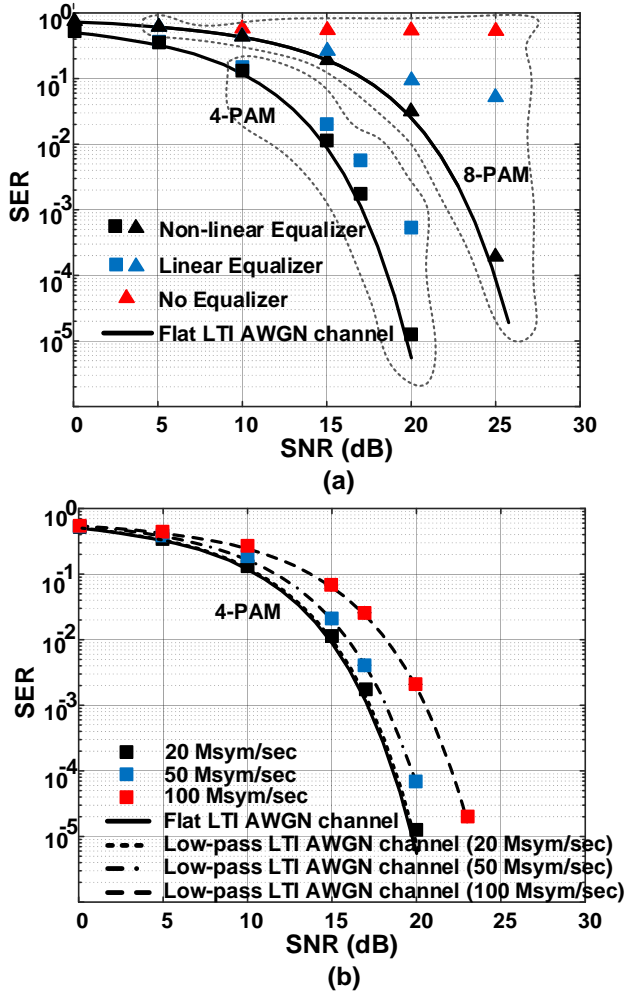 10^0
10^-1
10^-2
10^-3
10^-4
10^-5
SER
4-PAM
8-PAM
Non-linear Equalizer
Linear Equalizer
No Equalizer
Flat LTI AWGN channel
0 5 10 15 20 25 30
SNR (dB)
(a)
10^0
10^-1
10^-2
10^-3
10^-4
10^-5
SER
4-PAM
20 Msym/sec
50 Msym/sec
100 Msym/sec
Flat LTI AWGN channel
Low-pass LTI AWGN channel (20 Msym/sec)
Low-pass LTI AWGN channel (50 Msym/sec)
Low-pass LTI AWGN channel (100 Msym/sec)
0 5 10 15 20 25 30
SNR (dB)
(b)